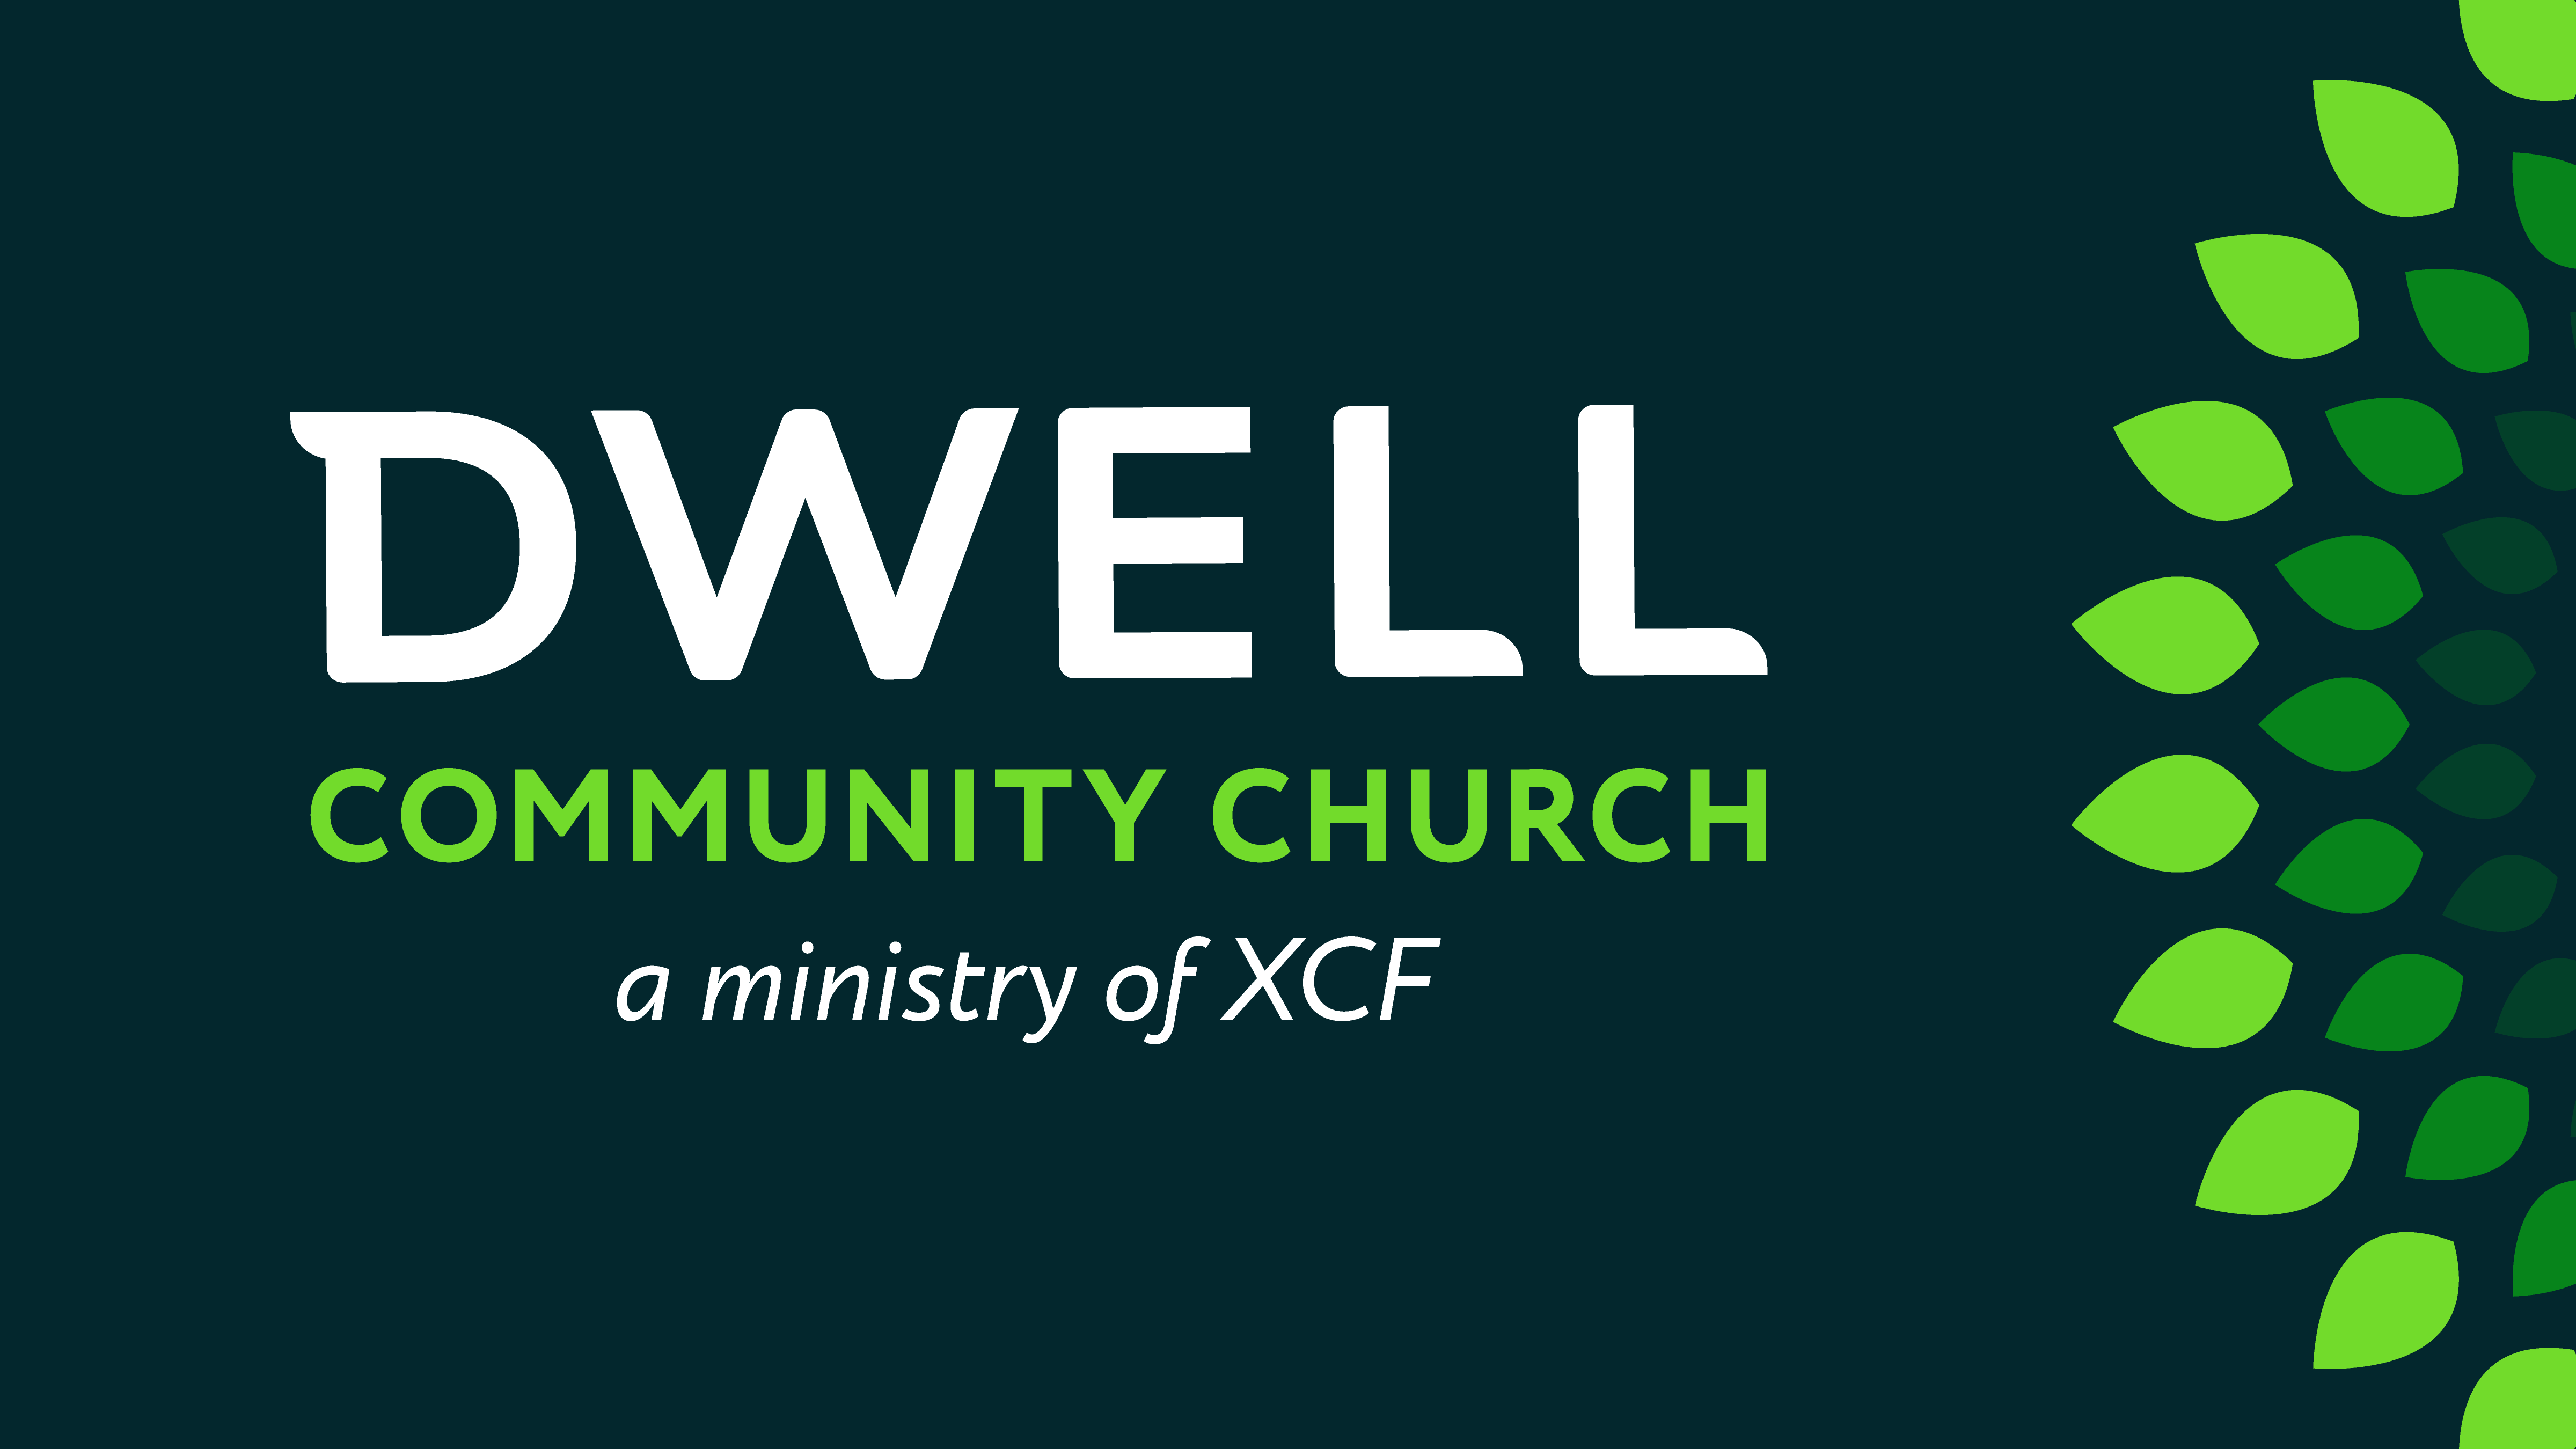 DWELL
COMMUNITY CHURCH
a ministry of XCF